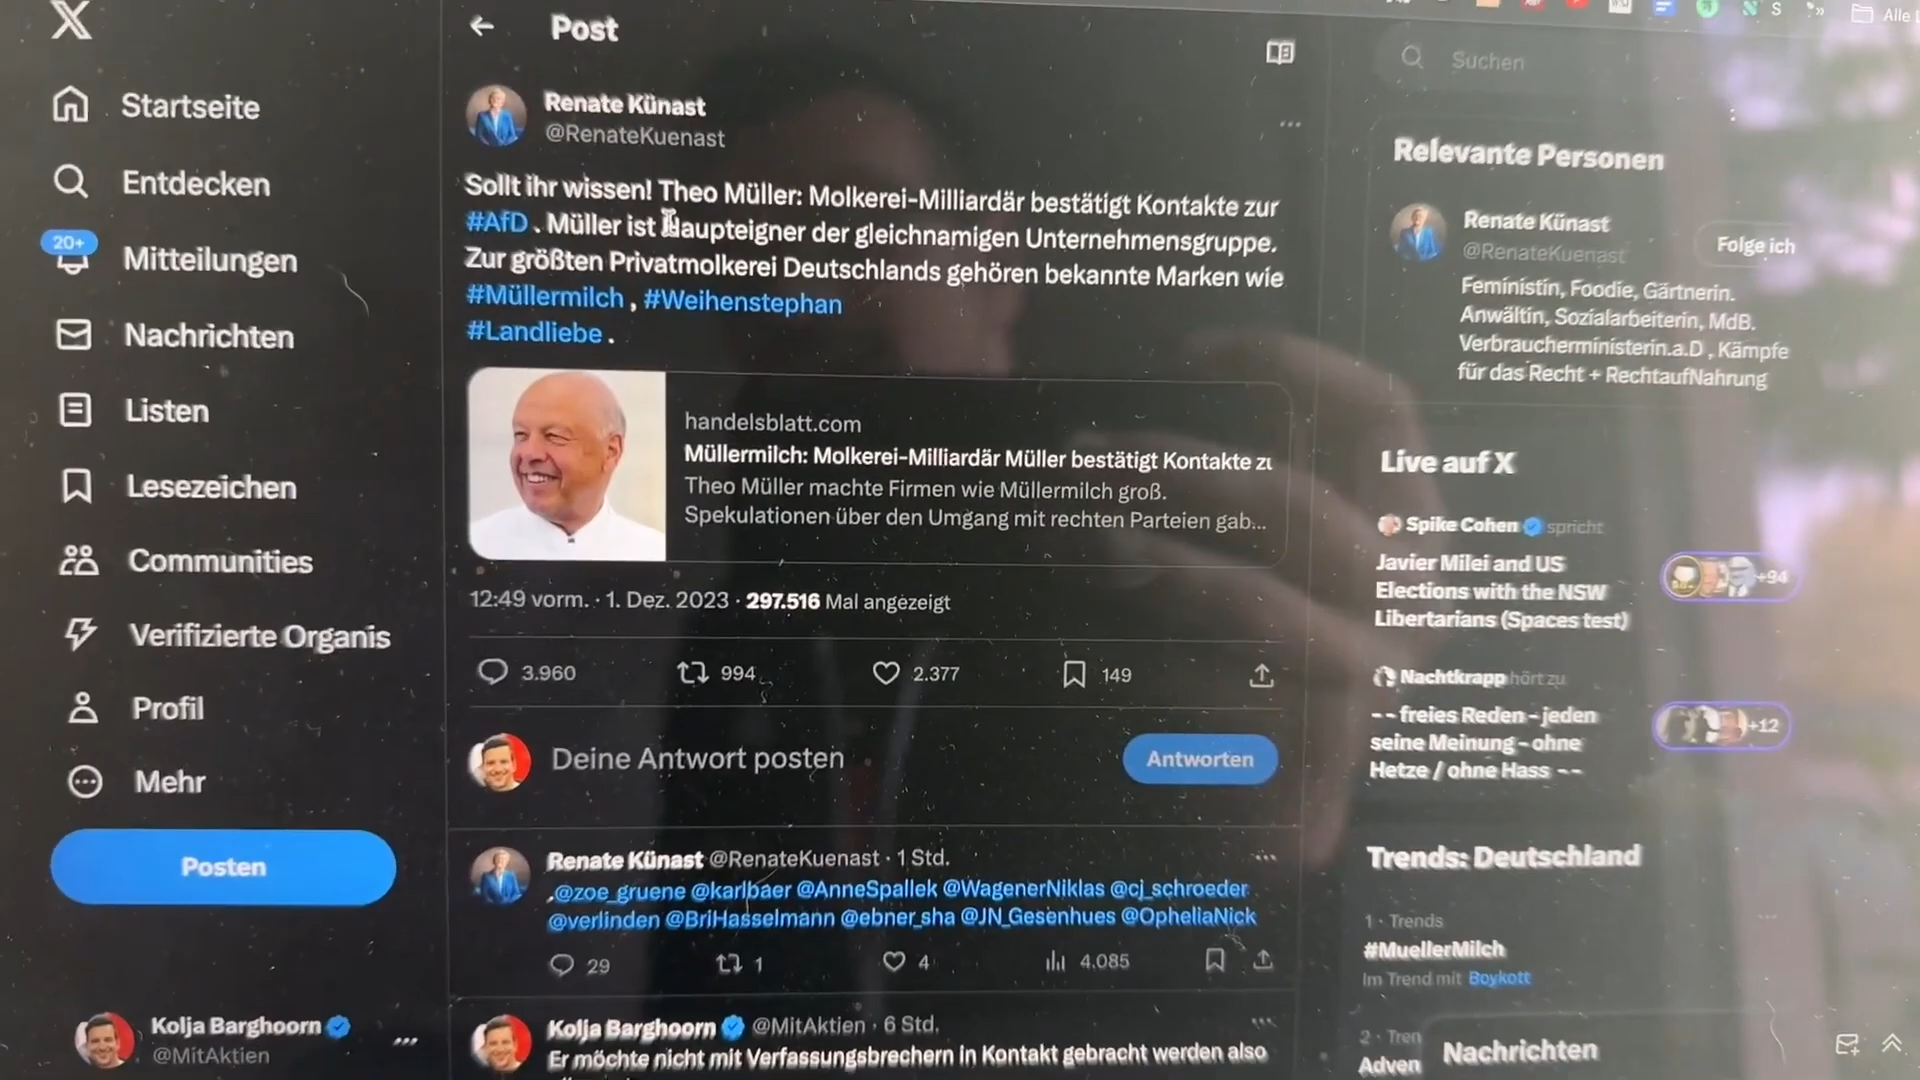 Post
Alle
Suchen
Startseite
Entdecken
20+
Mitteilungen
Nachrichten
Listen
Lesezeichen
Communities
Verifizierte Organis
Profil
Mehr
Posten
Kolja Barghoorn
@MitAktien
Renate Künast
@RenateKuenast
Sollt ihr wissen! Theo Müller: Molkerei-Milliardär bestätigt Kontakte zur
#AfD . Müller ist Haupteigner der gleichnamigen Unternehmensgruppe.
Zur größten Privatmolkerei Deutschlands gehören bekannte Marken wie
#Müllermilch , #Weihenstephan
#Landliebe .
handelsblatt.com
Müllermilch: Molkerei-Milliardär Müller bestätigt Kontakte zu
Theo Müller machte Firmen wie Müllermilch groß.
Spekulationen über den Umgang mit rechten Parteien gab...
12:49 vorm. · 1. Dez. 2023 · 297.516 Mal angezeigt
3.960 994 2.377 149
Deine Antwort posten
Antworten
Renate Künast @RenateKuenast · 1 Std.
.@zoe_gruene @karlbaer @AnneSpallek @WagenerNiklas @cj_schroeder
@verlinden @BriHasselmann @ebner_sha @JN_Gesenhues @OpheliaNick
29 1 4 4.085
Kolja Barghoorn @MitAktien · 6 Std.
Er möchte nicht mit Verfassungsbrechern in Kontakt gebracht werden also
Relevante Personen
Renate Künast
@RenateKuenast
Folge ich
Feministin, Foodie, Gärtnerin.
Anwältin, Sozialarbeiterin, MdB.
Verbraucherministerin.a.D , Kämpfe
für das Recht + RechtaufNahrung
Live auf X
Spike Cohen spricht
Javier Milei and US
Elections with the NSW
Libertarians (Spaces test)
+94
Nachtkrapp hört zu
--freies Reden-jeden
seine Meinung-ohne
Hetze / ohne Hass --
+12
Trends: Deutschland
1 · Trends
#MuellerMilch
Im Trend mit Boykott
2 · Tren
Adven
Nachrichten